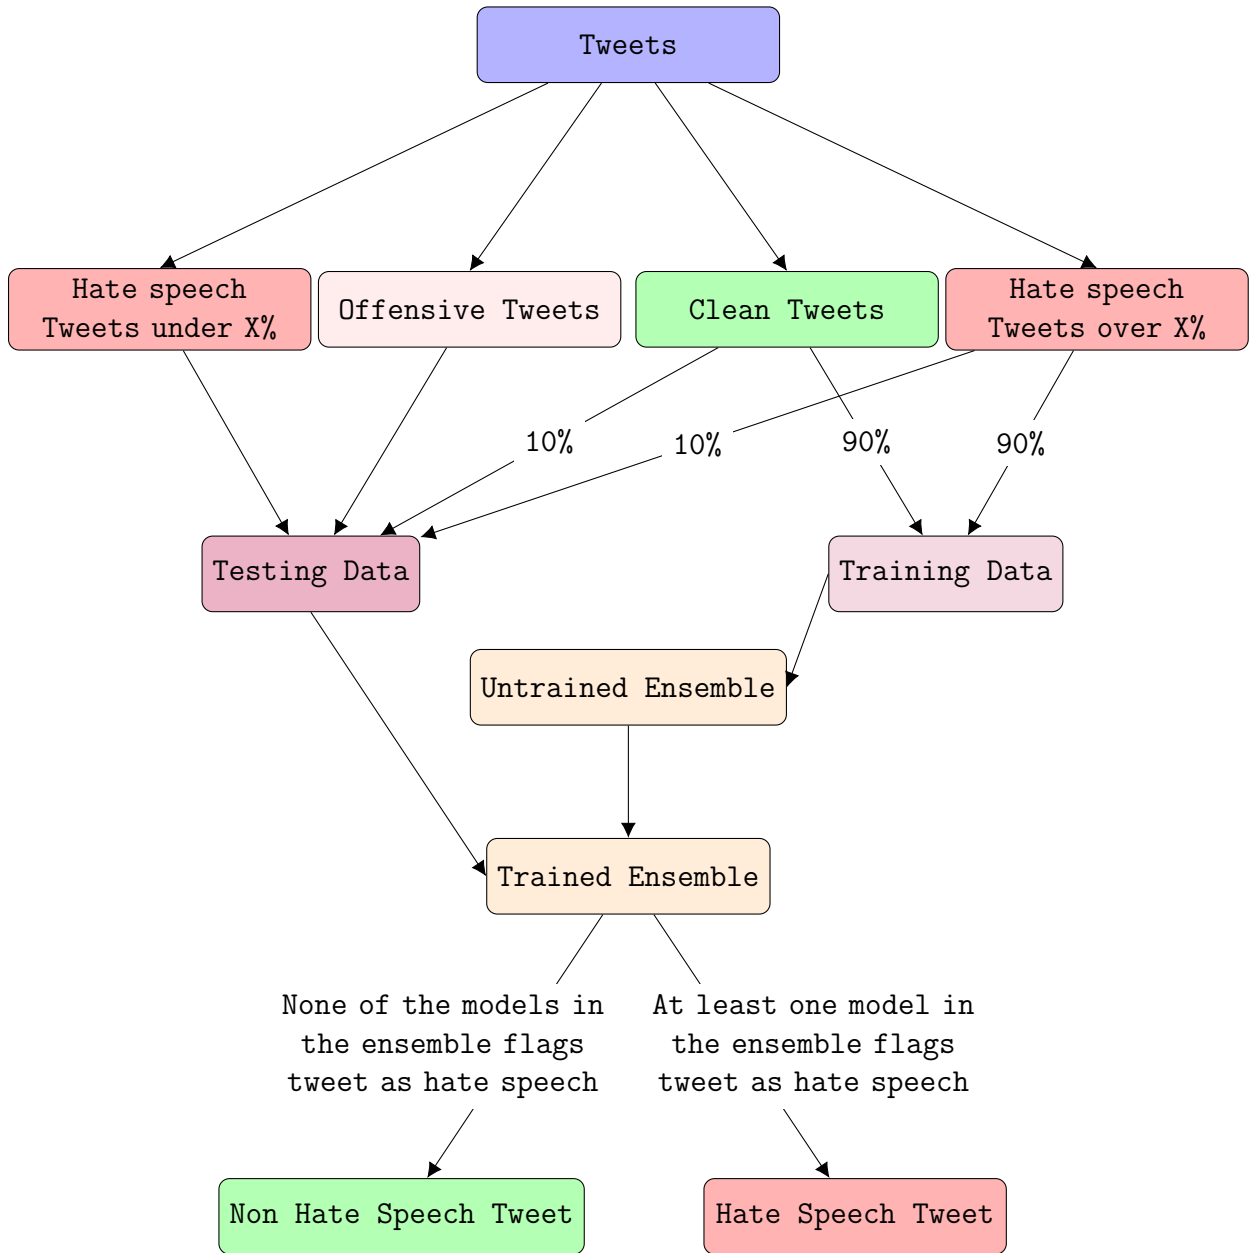 Tweets
Hate speech
Tweets under X%
Offensive Tweets
Clean Tweets
Hate speech
Tweets over X%
10%
10%
90%
90%
Testing Data
Training Data
Untrained Ensemble
Trained Ensemble
None of the models in
the ensemble flags
tweet as hate speech
At least one model in
the ensemble flags
tweet as hate speech
Non Hate Speech Tweet
Hate Speech Tweet